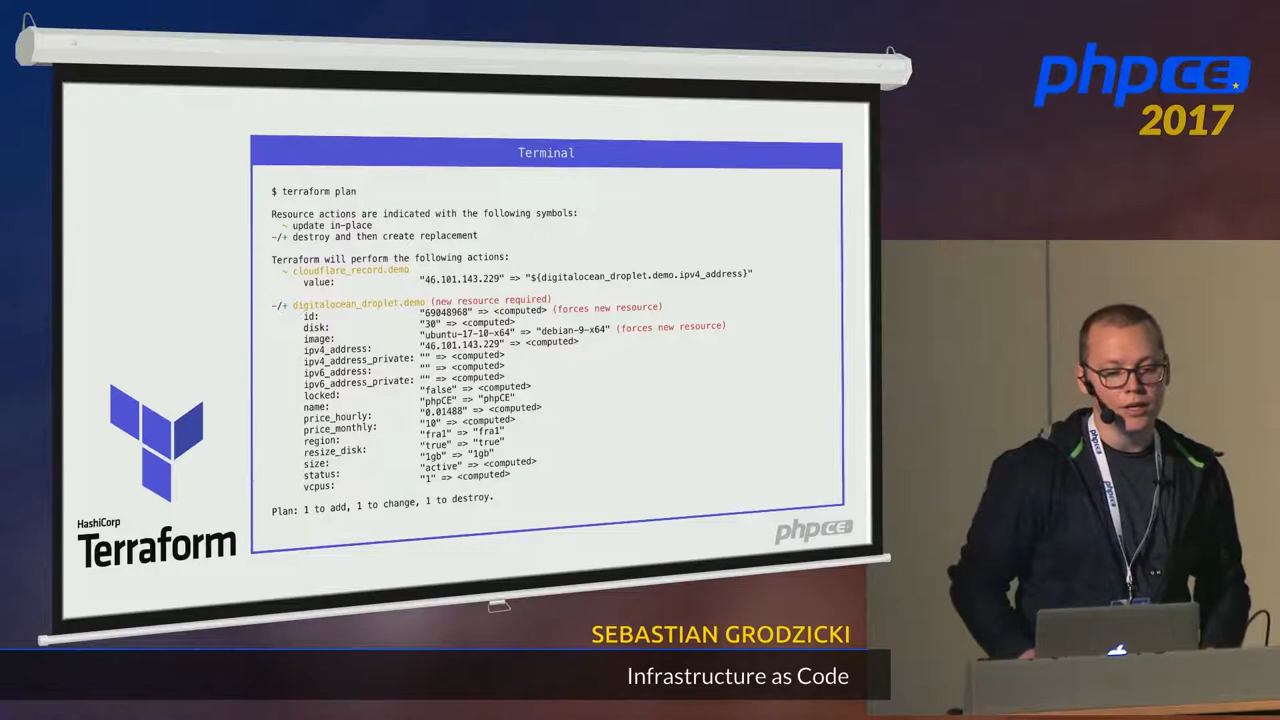 phpCE
2017
Terminal
$ terraform plan
Resource actions are indicated with the following symbols:
~ update in-place
-/+ destroy and then create replacement
Terraform will perform the following actions:
~ cloudflare_record.demo
value: "46.101.143.229" => "${digitalocean_droplet.demo.ipv4_address}"
-/+ digitalocean_droplet.demo (new resource required)
id: "69048968" => <computed> (forces new resource)
disk: "30" => <computed>
image: "ubuntu-17-10-x64" => "debian-9-x64" (forces new resource)
ipv4_address: "46.101.143.229" => <computed>
ipv4_address_private: "" => <computed>
ipv6_address: "" => <computed>
ipv6_address_private: "" => <computed>
locked: "false" => <computed>
name: "phpCE" => "phpCE"
price_hourly: "0.01488" => <computed>
price_monthly: "10" => <computed>
region: "fra1" => "fra1"
resize_disk: "true" => "true"
size: "1gb" => "1gb"
status: "active" => <computed>
vcpus: "1" => <computed>
Plan: 1 to add, 1 to change, 1 to destroy.
HashiCorp
Terraform
phpCE
SEBASTIAN GRODZICKI
Infrastructure as Code